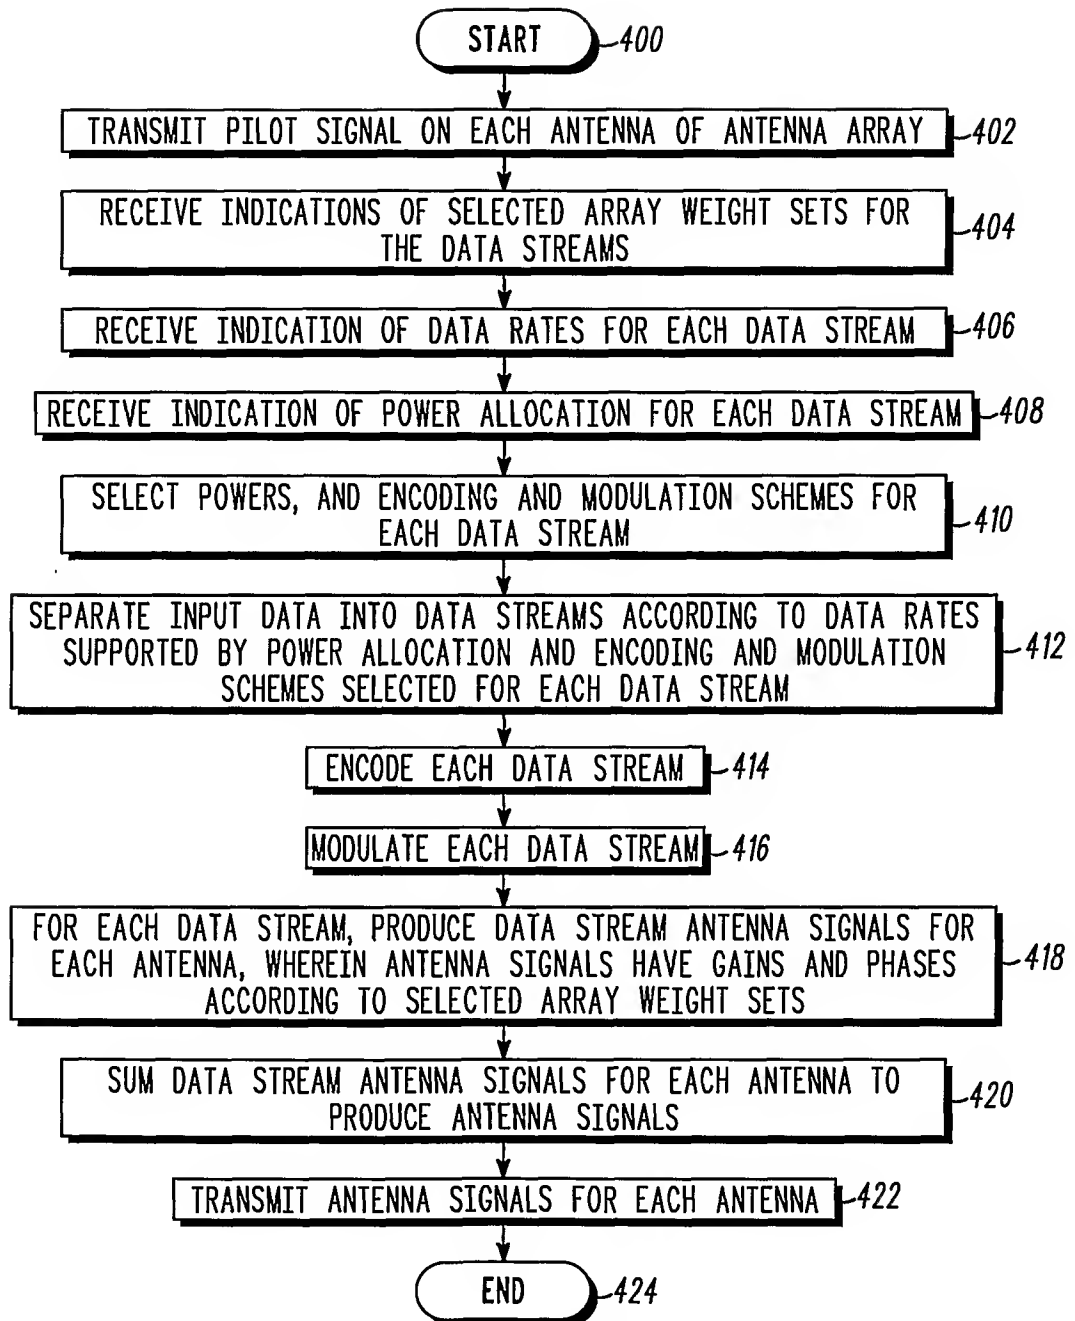 START 400
TRANSMIT PILOT SIGNAL ON EACH ANTENNA OF ANTENNA ARRAY 402
RECEIVE INDICATIONS OF SELECTED ARRAY WEIGHT SETS FOR
THE DATA STREAMS 404
RECEIVE INDICATION OF DATA RATES FOR EACH DATA STREAM 406
RECEIVE INDICATION OF POWER ALLOCATION FOR EACH DATA STREAM 408
SELECT POWERS, AND ENCODING AND MODULATION SCHEMES FOR
EACH DATA STREAM 410
SEPARATE INPUT DATA INTO DATA STREAMS ACCORDING TO DATA RATES
SUPPORTED BY POWER ALLOCATION AND ENCODING AND MODULATION 412
SCHEMES SELECTED FOR EACH DATA STREAM
ENCODE EACH DATA STREAM 414
MODULATE EACH DATA STREAM 416
FOR EACH DATA STREAM, PRODUCE DATA STREAM ANTENNA SIGNALS FOR
EACH ANTENNA, WHEREIN ANTENNA SIGNALS HAVE GAINS AND PHASES 418
ACCORDING TO SELECTED ARRAY WEIGHT SETS
SUM DATA STREAM ANTENNA SIGNALS FOR EACH ANTENNA TO
PRODUCE ANTENNA SIGNALS 420
TRANSMIT ANTENNA SIGNALS FOR EACH ANTENNA 422
END 424